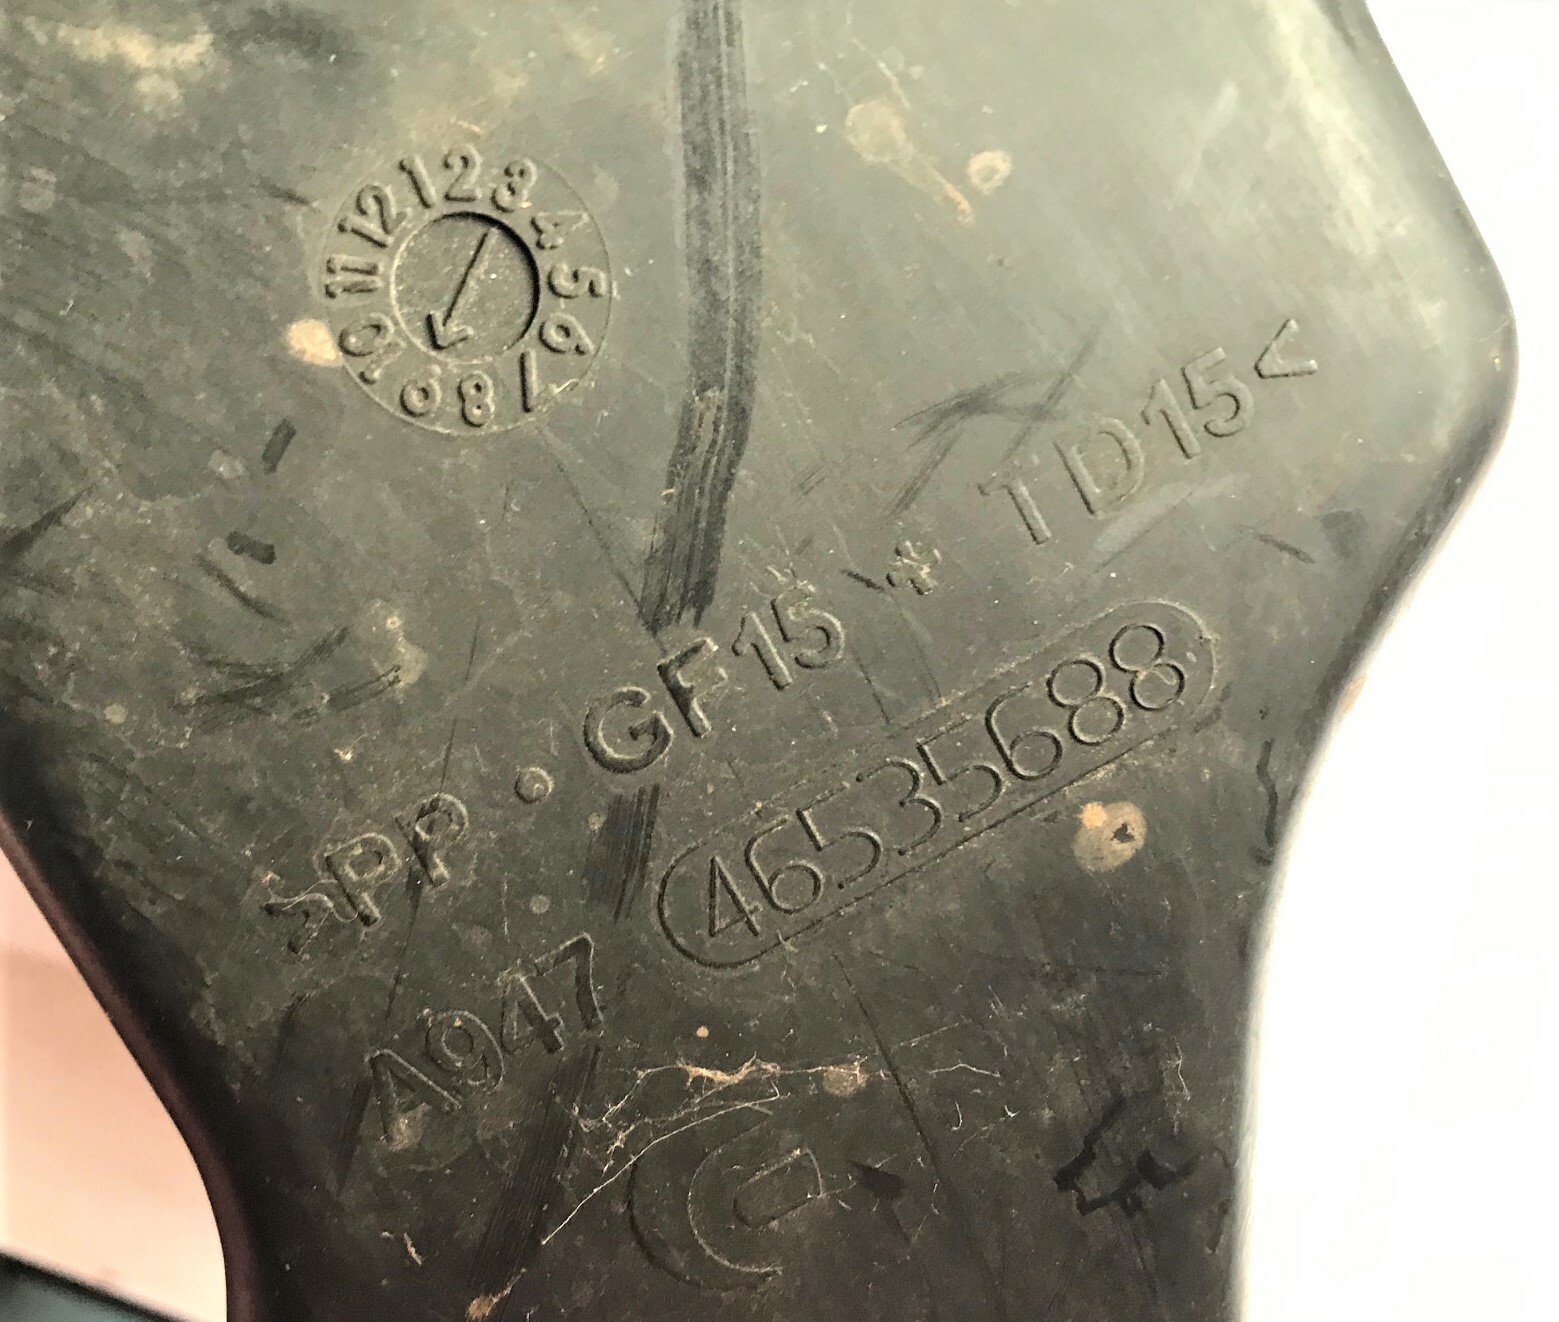 1 2 3 4 5 6 7 8 9 10 11 12
>PP . GF15 + TD15<
46535688
A947